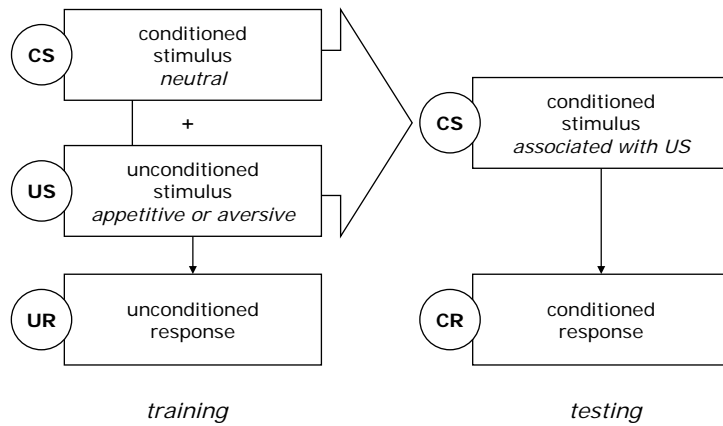 CS
conditioned
stimulus
neutral
+
US
unconditioned
stimulus
appetitive or aversive
UR
unconditioned
response
training
CS
conditioned
stimulus
associated with US
CR
conditioned
response
testing